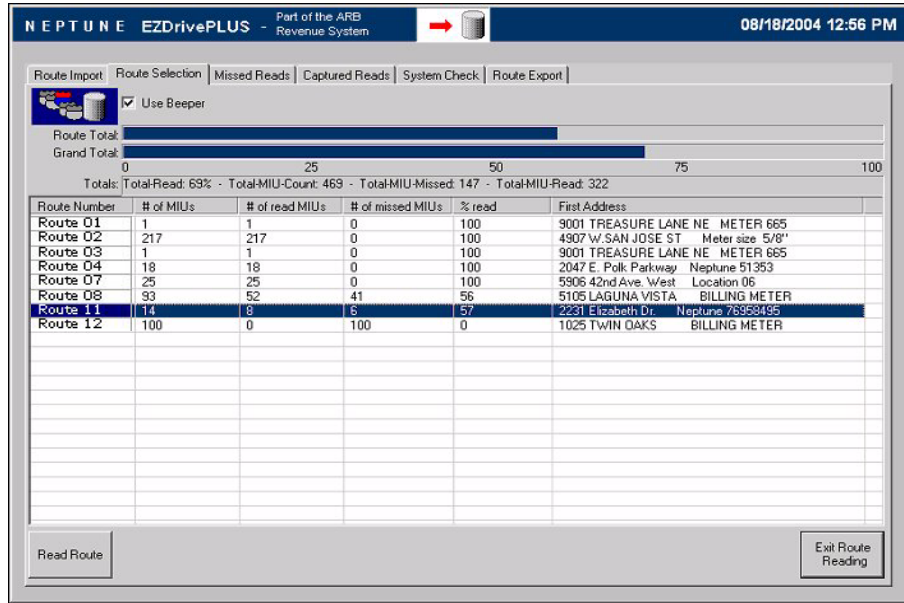 NEPTUNE EZDrivePLUS - Part of the ARB Revenue System 08/18/2004 12:56 PM
Route Import Route Selection Missed Reads Captured Reads System Check Route Export
Use Beeper
Route Total:
Grand Total:
0 25 50 75 100
Totals: Total-Read: 69% - Total-MIU-Count: 469 - Total-MIU-Missed: 147 - Total-MIU-Read: 322
Route Number # of MIUs # of read MIUs # of missed MIUs % read First Address
Route 01 1 1 0 100 9001 TREASURE LANE NE METER 665
Route 02 217 217 0 100 4907 W.SAN JOSE ST Meter size 5/8"
Route 03 1 1 0 100 9001 TREASURE LANE NE METER 665
Route 04 18 18 0 100 2047 E. Polk Parkway Neptune 51353
Route 07 25 25 0 100 5906 42nd Ave. West Location 06
Route 08 93 52 41 56 5105 LAGUNA VISTA BILLING METER
Route 11 14 8 6 57 2231 Elizabeth Dr. Neptune 76958495
Route 12 100 0 100 0 1025 TWIN OAKS BILLING METER
Read Route
Exit Route
Reading